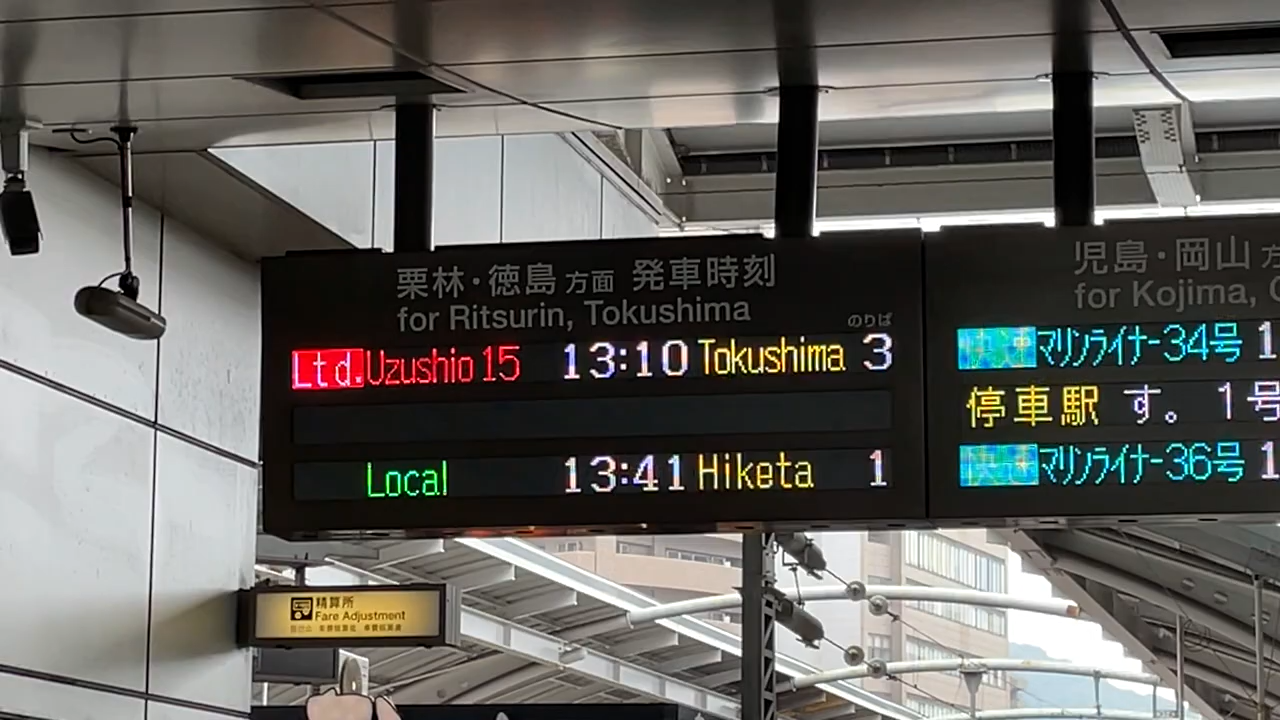 栗林・徳島 方面 発車時刻
for Ritsurin, Tokushima
のりば
Ltd. Uzushio 15 13:10 Tokushima 3
Local 13:41 Hiketa 1
児島・岡山 方
for Kojima,
マリンライナー34号 1
停車駅 す。 1号
マリンライナー36号 1
精算所
Fare Adjustment